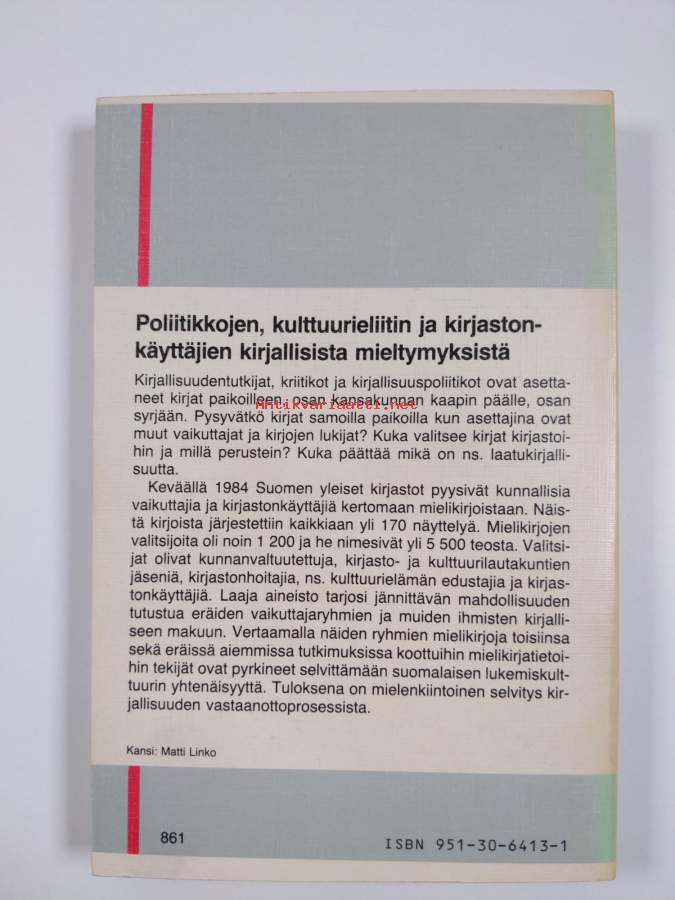 Poliitikkojen, kulttuurieliitin ja kirjaston-
käyttäjien kirjallisista mieltymyksistä
Kirjallisuudentutkijat, kriitikot ja kirjallisuuspoliitikot ovat asetta-
neet kirjat paikoilleen, osan kansakunnan kaapin päälle, osan
Antikvariaatti.net
syrjään. Pysyvätkö kirjat samoilla paikoilla kun asettajina ovat
muut vaikuttajat ja kirjojen lukijat? Kuka valitsee kirjat kirjastoi-
hin ja millä perustein? Kuka päättää mikä on ns. laatukirjalli-
suutta.
Keväällä 1984 Suomen yleiset kirjastot pyysivät kunnallisia
vaikuttajia ja kirjastonkäyttäjiä kertomaan mielikirjoistaan. Näis-
tä kirjoista järjestettiin kaikkiaan yli 170 näyttelyä. Mielikirjojen
valitsijoita oli noin 1 200 ja he nimesivät yli 5 500 teosta. Valitsi-
jat olivat kunnanvaltuutettuja, kirjasto- ja kulttuurilautakuntien
jäseniä, kirjastonhoitajia, ns. kulttuurielämän edustajia ja kirjas-
tonkäyttäjiä. Laaja aineisto tarjosi jännittävän mahdollisuuden
tutustua eräiden vaikuttajaryhmien ja muiden ihmisten kirjalli-
seen makuun. Vertaamalla näiden ryhmien mielikirjoja toisiinsa
sekä eräissä aiemmissa tutkimuksissa koottuihin mielikirjatietoi-
hin tekijät ovat pyrkineet selvittämään suomalaisen lukemiskult-
tuurin yhtenäisyyttä. Tuloksena on mielenkiintoinen selvitys kir-
jallisuuden vastaanottoprosessista.
Kansi: Matti Linko
861
ISBN 951-30-6413-1